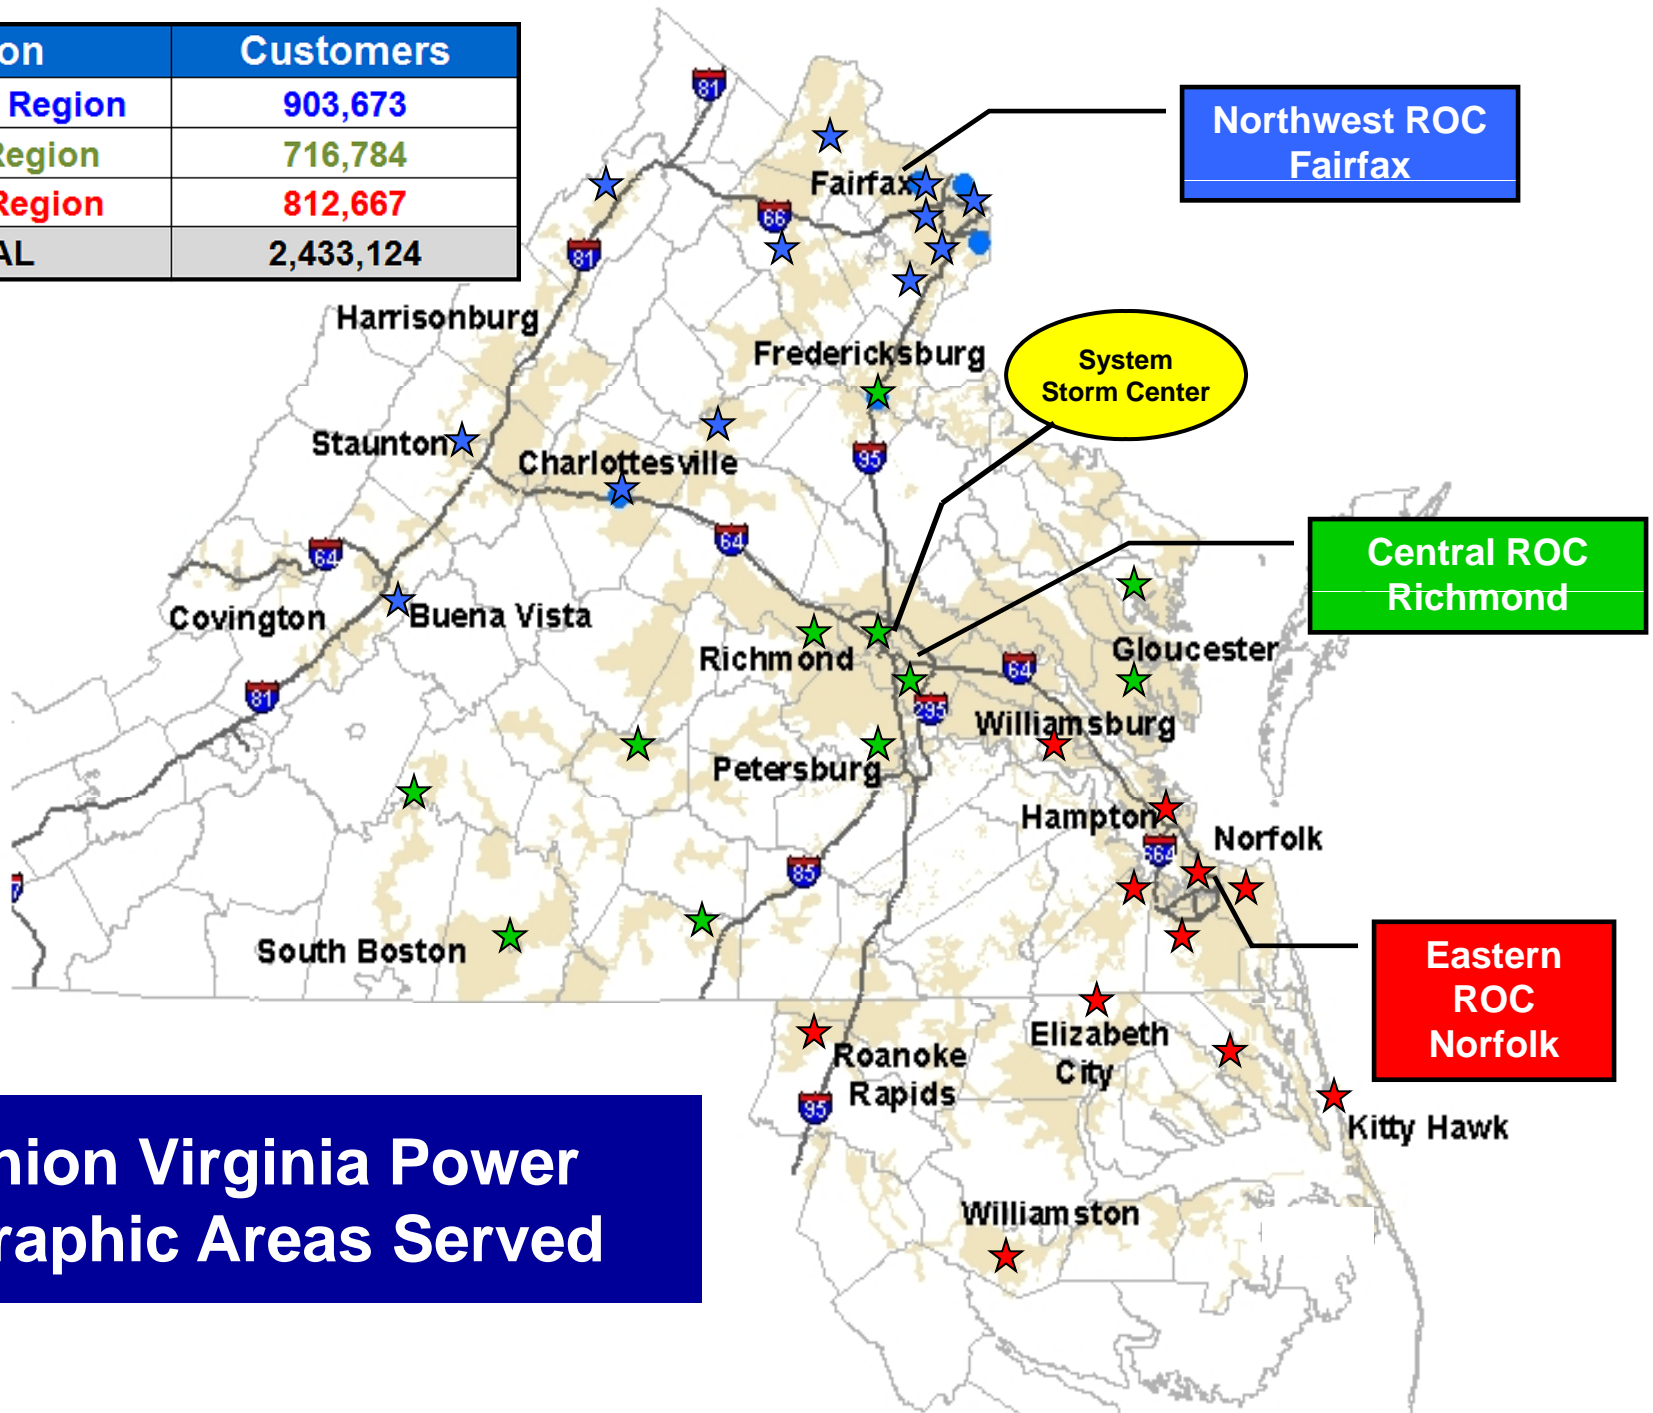 on Customers
Region 903,673
Region 716,784
Region 812,667
AL 2,433,124
81
Northwest ROC
Fairfax
Fairfax
66
81
Harrisonburg
Fredericksburg
System
Storm Center
Staunton
Charlottesville
95
64
64
Central ROC
Richmond
Covington
Buena Vista
Richmond
Gloucester
64
81
295
Williamsburg
Petersburg
Hampton
Norfolk
664
85
South Boston
Eastern
ROC
Norfolk
Elizabeth
City
Roanoke
Rapids
95
Kitty Hawk
nion Virginia Power
raphic Areas Served
Williamston